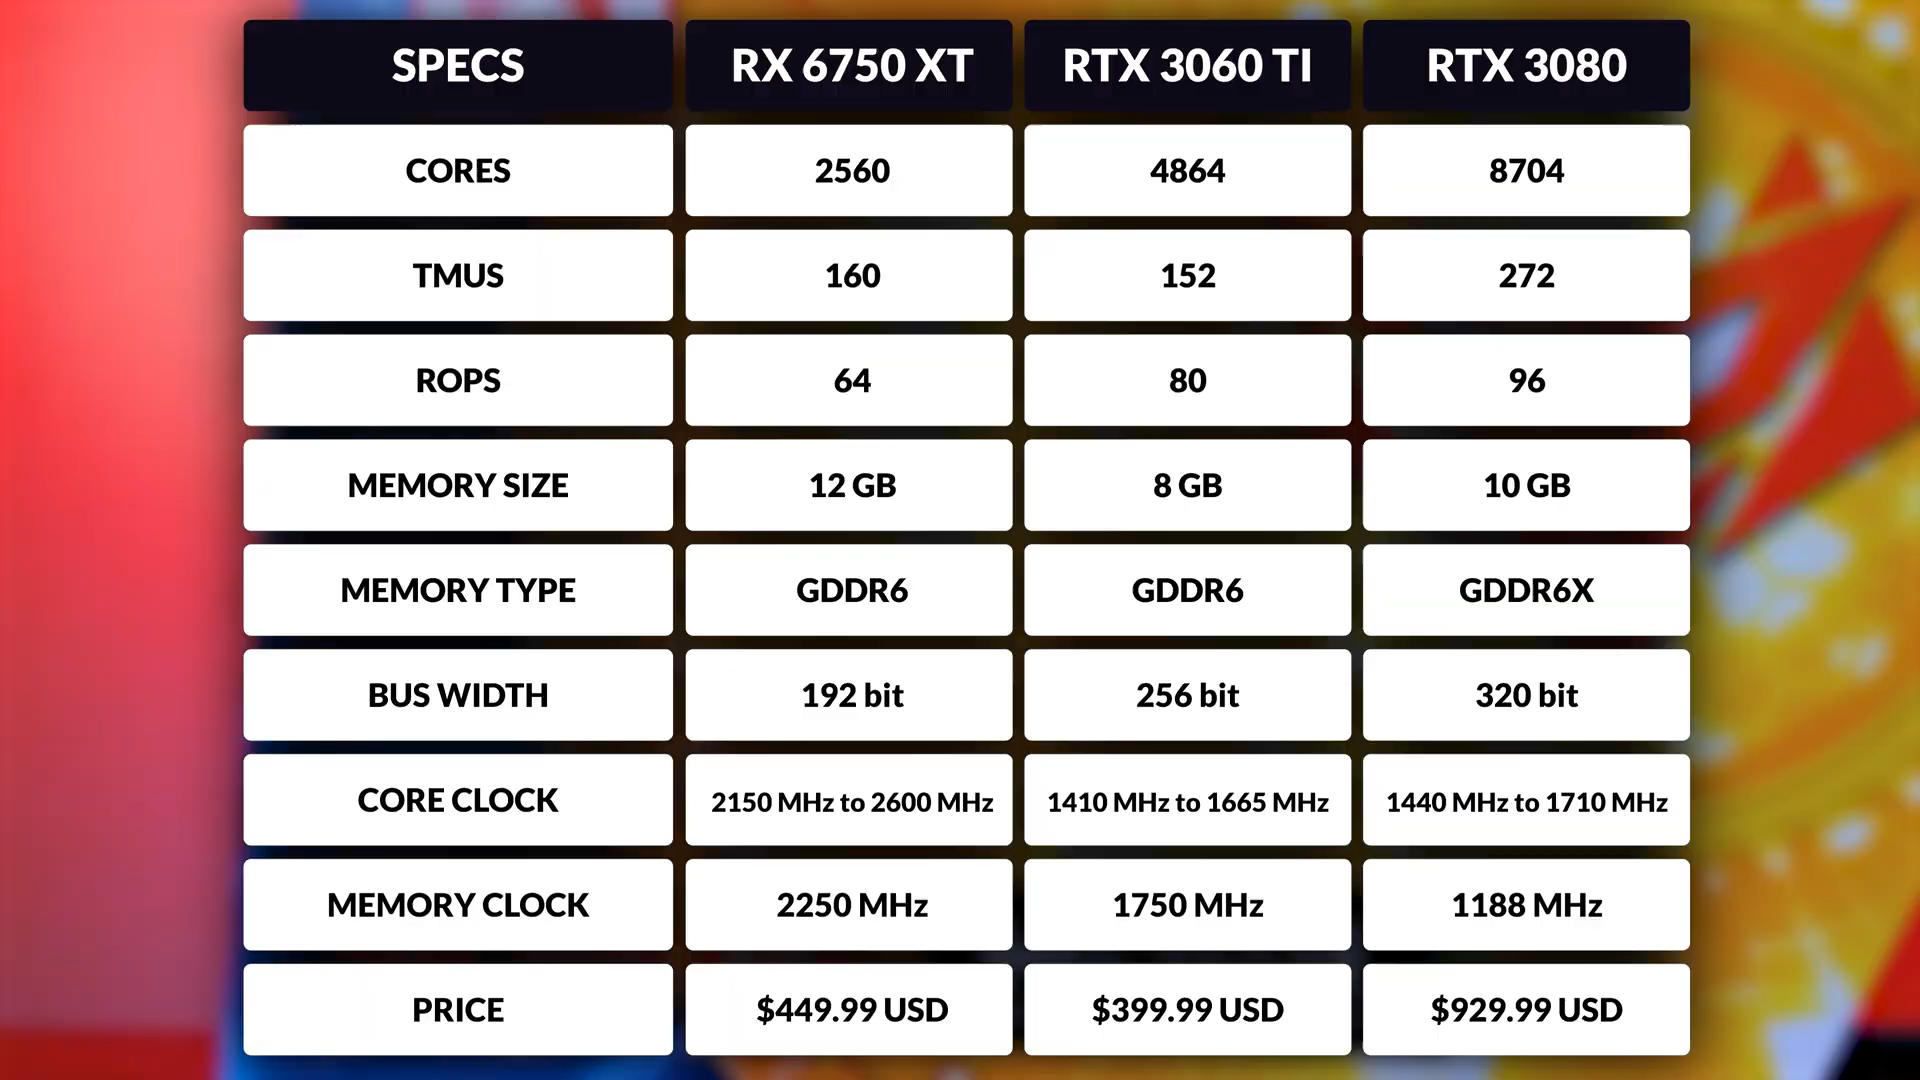 SPECS RX 6750 XT RTX 3060 TI RTX 3080
CORES 2560 4864 8704
TMUS 160 152 272
ROPS 64 80 96
MEMORY SIZE 12 GB 8 GB 10 GB
MEMORY TYPE GDDR6 GDDR6 GDDR6X
BUS WIDTH 192 bit 256 bit 320 bit
CORE CLOCK 2150 MHz to 2600 MHz 1410 MHz to 1665 MHz 1440 MHz to 1710 MHz
MEMORY CLOCK 2250 MHz 1750 MHz 1188 MHz
PRICE $449.99 USD $399.99 USD $929.99 USD